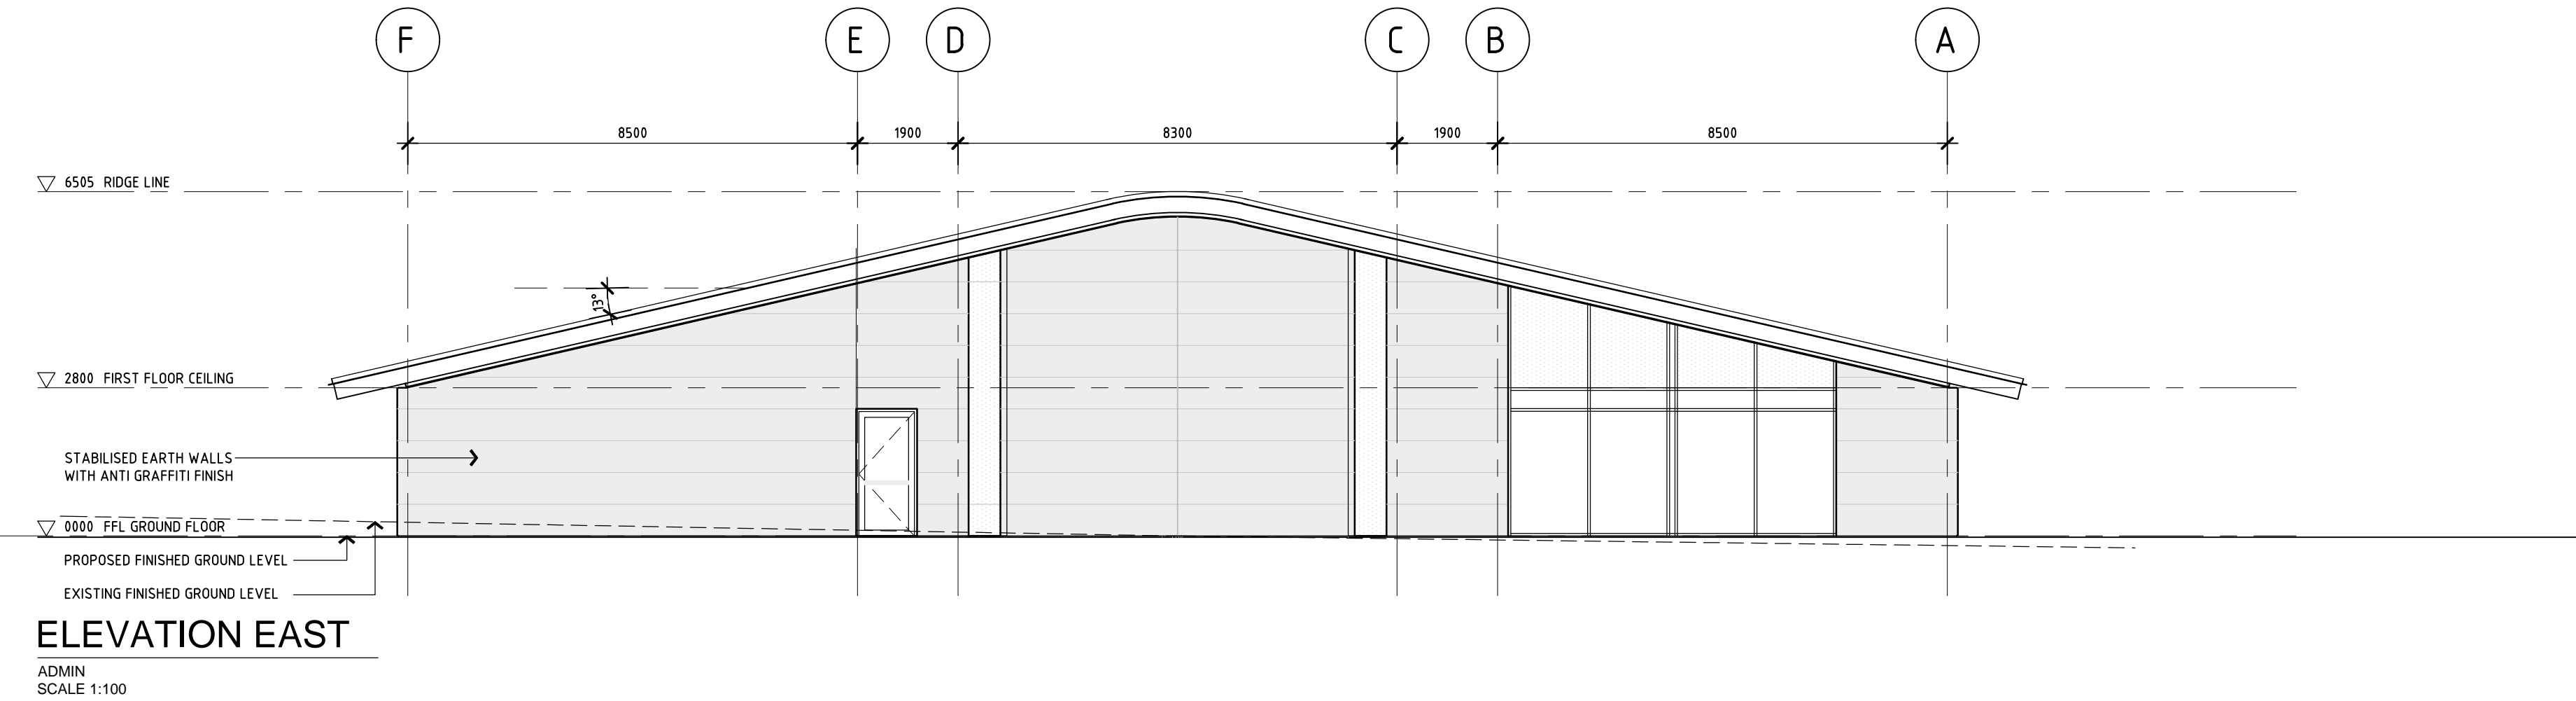 F E D C B A
8500 1900 8300 1900 8500
6505 RIDGE LINE
13°
2800 FIRST FLOOR CEILING
STABILISED EARTH WALLS
WITH ANTI GRAFFITI FINISH
0000 FFL GROUND FLOOR
PROPOSED FINISHED GROUND LEVEL
EXISTING FINISHED GROUND LEVEL
ELEVATION EAST
ADMIN
SCALE 1:100